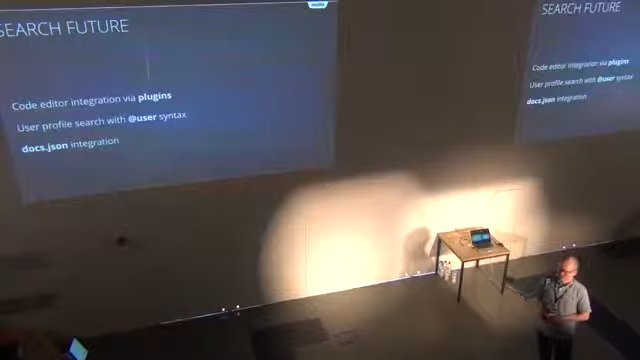 SEARCH FUTURE
Code editor integration via plugins
User profile search with @user syntax
docs.json integration
mozilla
SEARCH FUTURE
Code editor integration via plugins
User profile search with @user syntax
docs.json integration